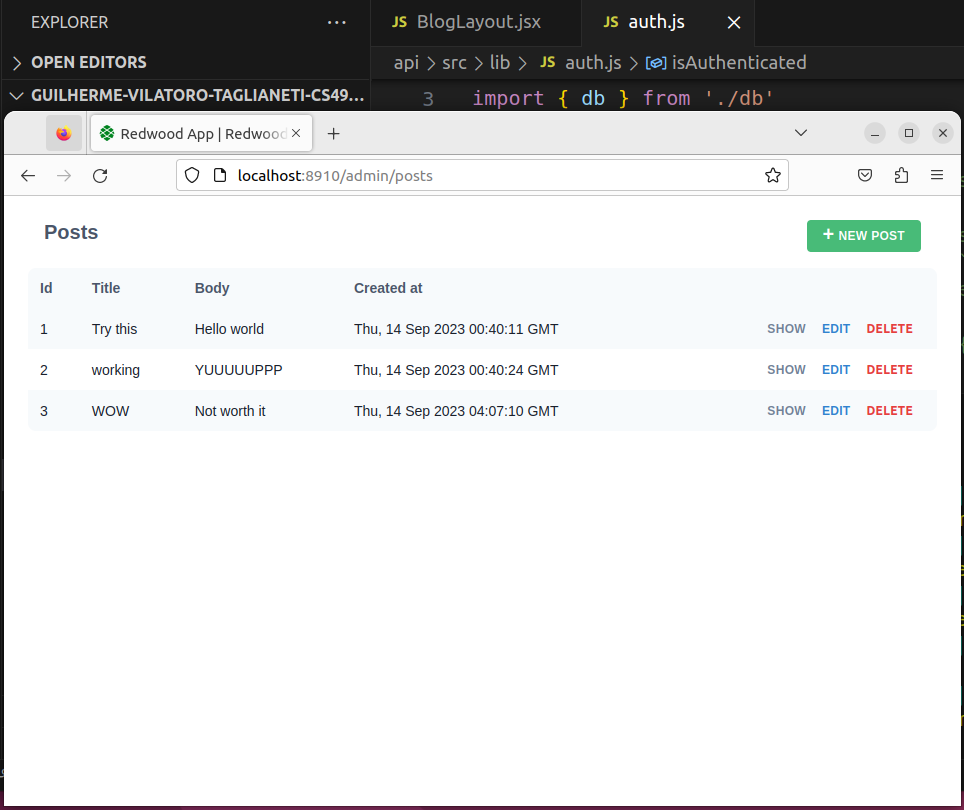 EXPLORER ··· JS BlogLayout.jsx JS auth.js
OPEN EDITORS api > src > lib > JS auth.js > isAuthenticated
GUILHERME-VILATORO-TAGLIANETI-CS49... 3 import { db } from './db'
Redwood App | Redwood
localhost:8910/admin/posts
Posts + NEW POST
Id Title Body Created at
1 Try this Hello world Thu, 14 Sep 2023 00:40:11 GMT SHOW EDIT DELETE
2 working YUUUUUPPP Thu, 14 Sep 2023 00:40:24 GMT SHOW EDIT DELETE
3 WOW Not worth it Thu, 14 Sep 2023 04:07:10 GMT SHOW EDIT DELETE